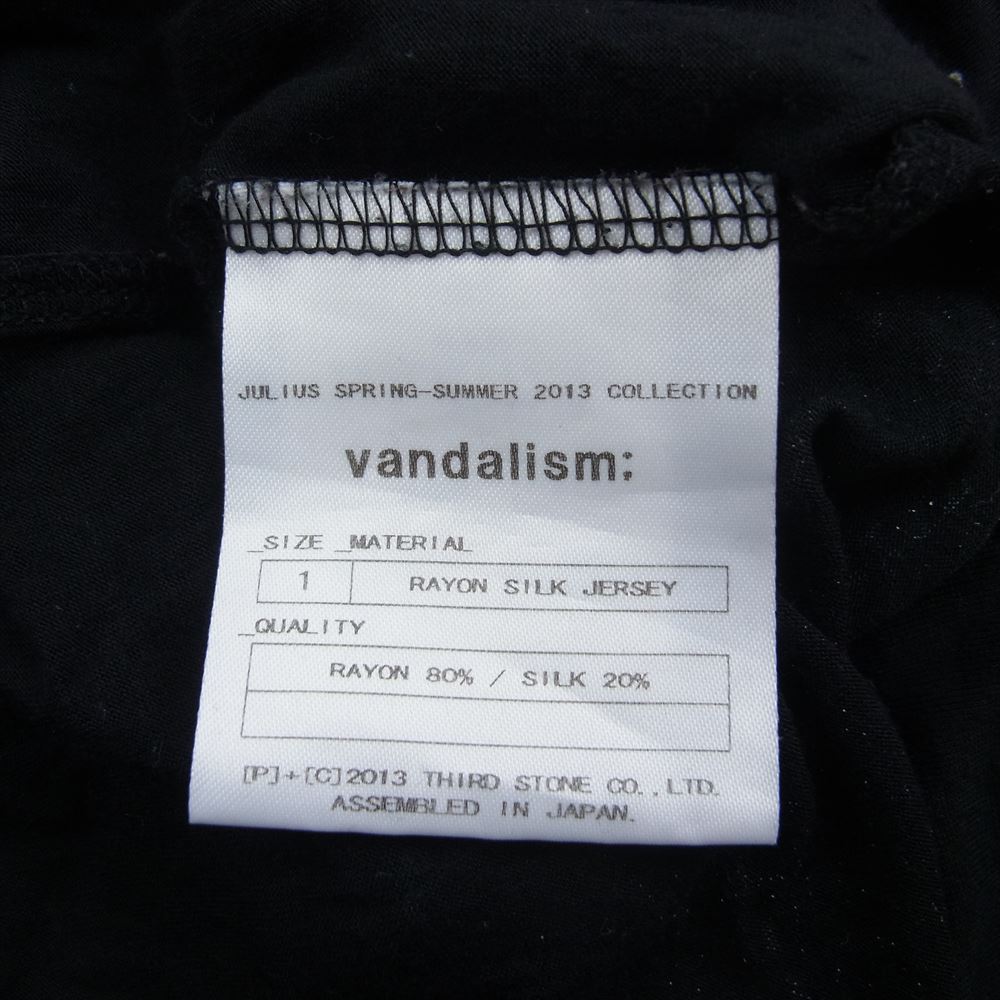 JULIUS SPRING-SUMMER 2013 COLLECTION
vandalism;
_SIZE _MATERIAL
1 RAYON SILK JERSEY
_QUALITY
RAYON 80% / SILK 20%
[P]+[C]2013 THIRD STONE CO.,LTD.
ASSEMBLED IN JAPAN.